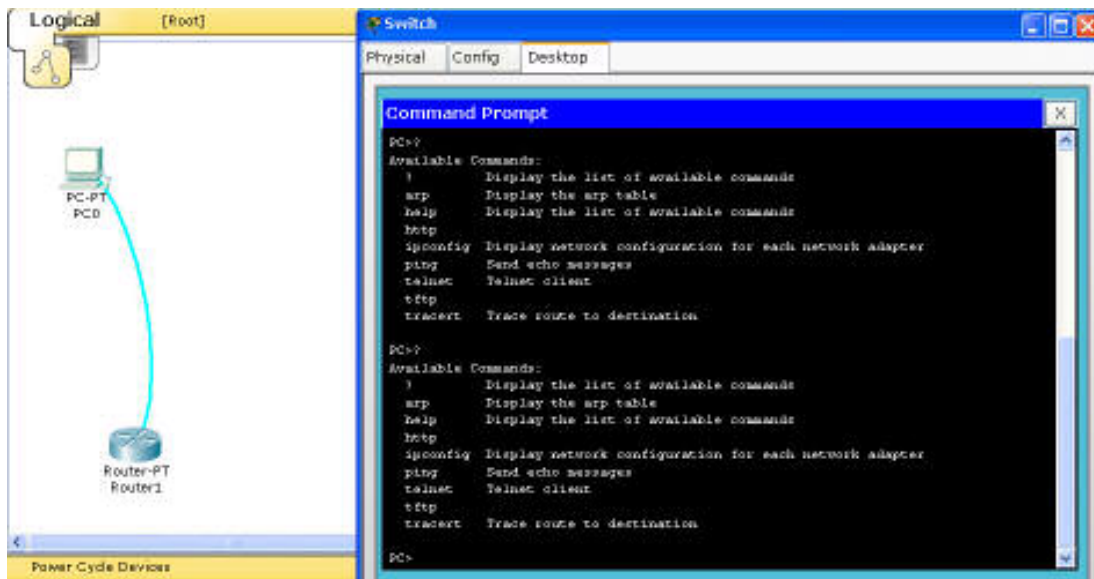 Logical [Root]
PC-PT
PC0
Router-PT
Router1
Power Cycle Devices
Switch
Physical Config Desktop
Command Prompt X
PC>?
Available Commands:
? Display the list of available commands
arp Display the arp table
help Display the list of available commands
http
ipconfig Display network configuration for each network adapter
ping Send echo messages
telnet Telnet client
tftp
tracert Trace route to destination
PC>?
Available Commands:
? Display the list of available commands
arp Display the arp table
help Display the list of available commands
http
ipconfig Display network configuration for each network adapter
ping Send echo messages
telnet Telnet client
tftp
tracert Trace route to destination
PC>